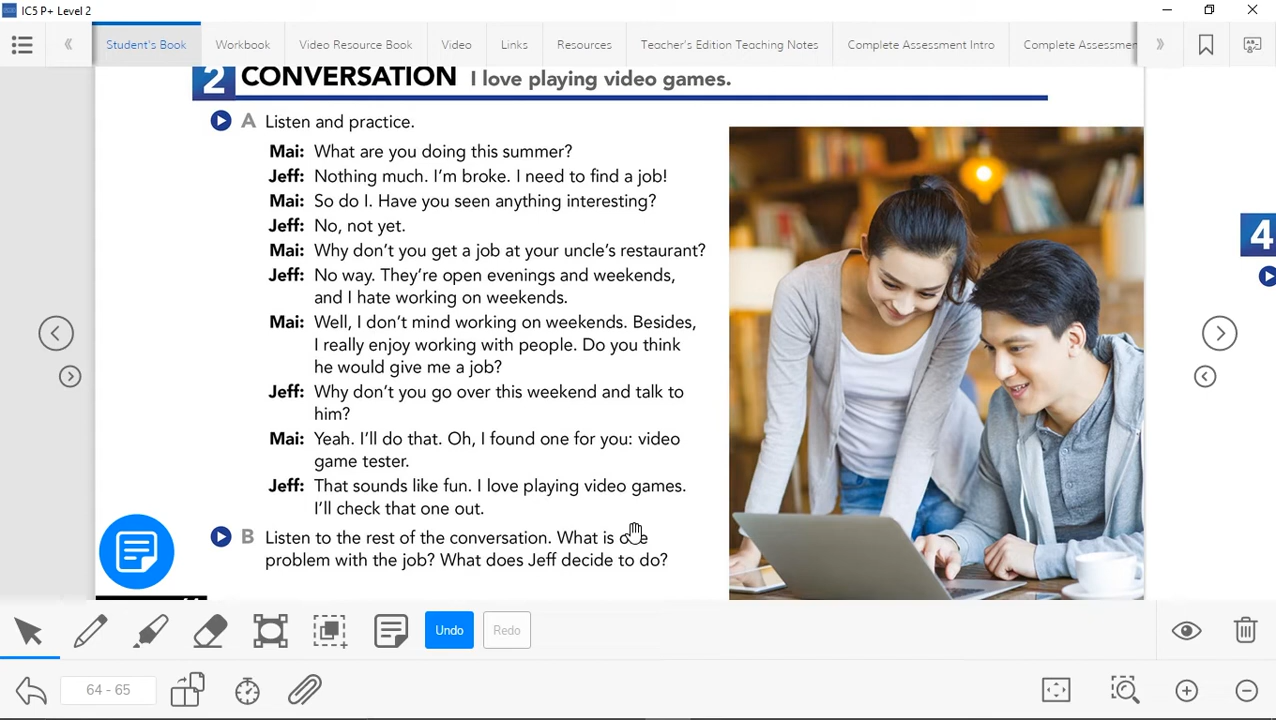 IC5 P+ Level 2
Student's Book
Workbook
Video Resource Book
Video
Links
Resources
Teacher's Edition Teaching Notes
Complete Assessment Intro
Complete Assessmen
2 CONVERSATION I love playing video games.
A Listen and practice.
Mai: What are you doing this summer?
Jeff: Nothing much. I'm broke. I need to find a job!
Mai: So do I. Have you seen anything interesting?
Jeff: No, not yet.
Mai: Why don't you get a job at your uncle's restaurant?
Jeff: No way. They're open evenings and weekends,
and I hate working on weekends.
Mai: Well, I don't mind working on weekends. Besides,
I really enjoy working with people. Do you think
he would give me a job?
Jeff: Why don't you go over this weekend and talk to
him?
Mai: Yeah. I'll do that. Oh, I found one for you: video
game tester.
Jeff: That sounds like fun. I love playing video games.
I'll check that one out.
B Listen to the rest of the conversation. What is one
problem with the job? What does Jeff decide to do?
4
Undo
Redo
64 - 65